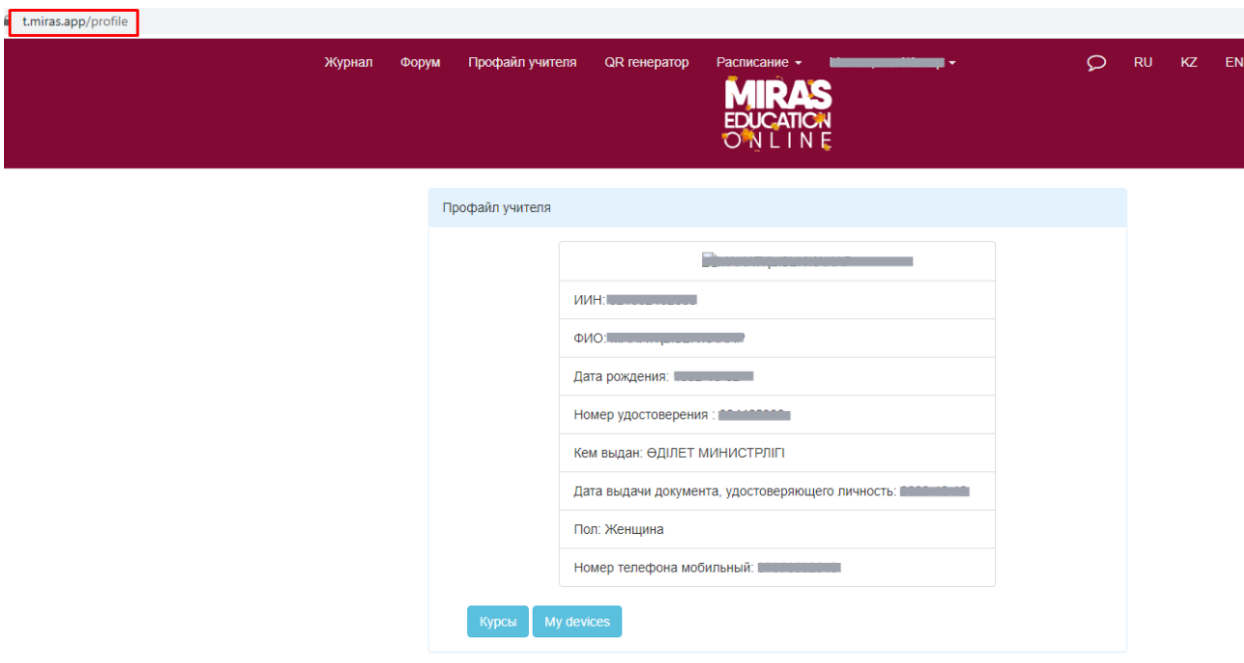 t.miras.app/profile
Журнал Форум Профайл учителя QR генератор Расписание RU KZ EN
MIRAS
EDUCATION
ONLINE
Профайл учителя
ИИН:
ФИО:
Дата рождения:
Номер удостоверения :
Кем выдан: ӨДІЛЕТ МИНИСТРЛІГІ
Дата выдачи документа, удостоверяющего личность:
Пол: Женщина
Номер телефона мобильный:
Курсы My devices